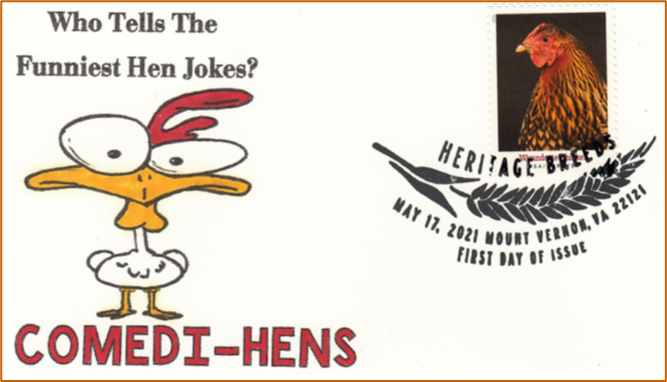 Who Tells The
Funniest Hen Jokes?
COMEDI-HENS
HERITAGE BREEDS
MAY 17, 2021 MOUNT VERNON, VA 22121
FIRST DAY OF ISSUE